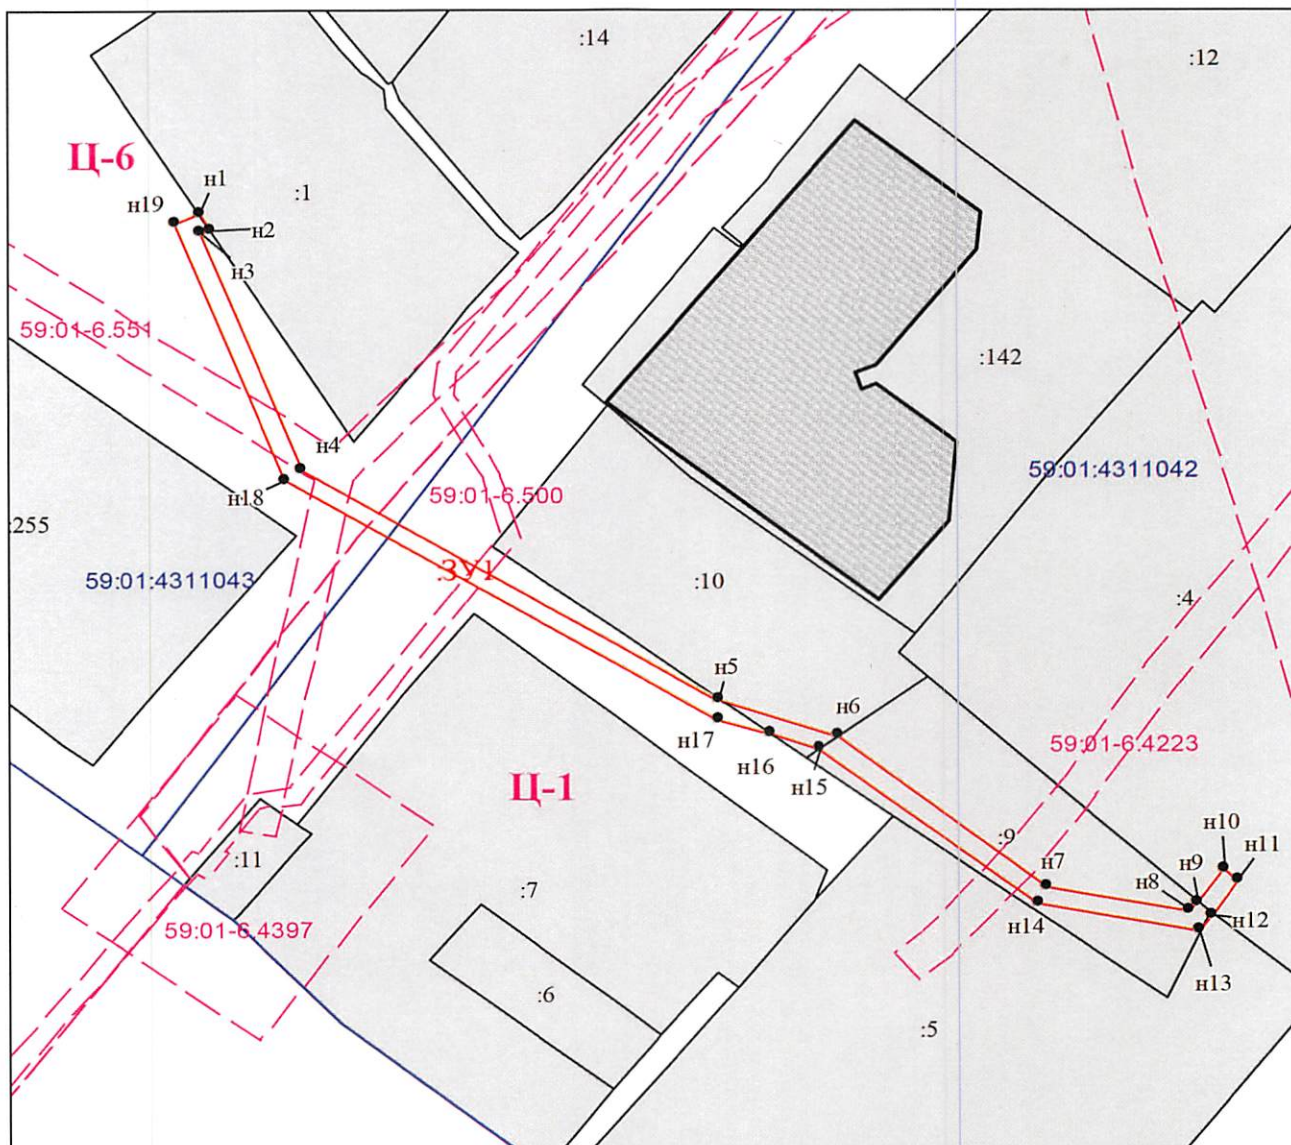 :14
:12
Ц-6
н1
:1
н19
н2
н3
59:01-6.551
:142
н4
59:01:4311042
н18
59:01-6.500
:255
.ЗУ1
59:01:4311043
:10
:4
н5
н6
н17
59:01-6.4223
н16
Ц-1
н15
:9
н10
н11
:11
н7
н9
н8
:7
н14
н12
59:01-6.4397
н13
:6
:5